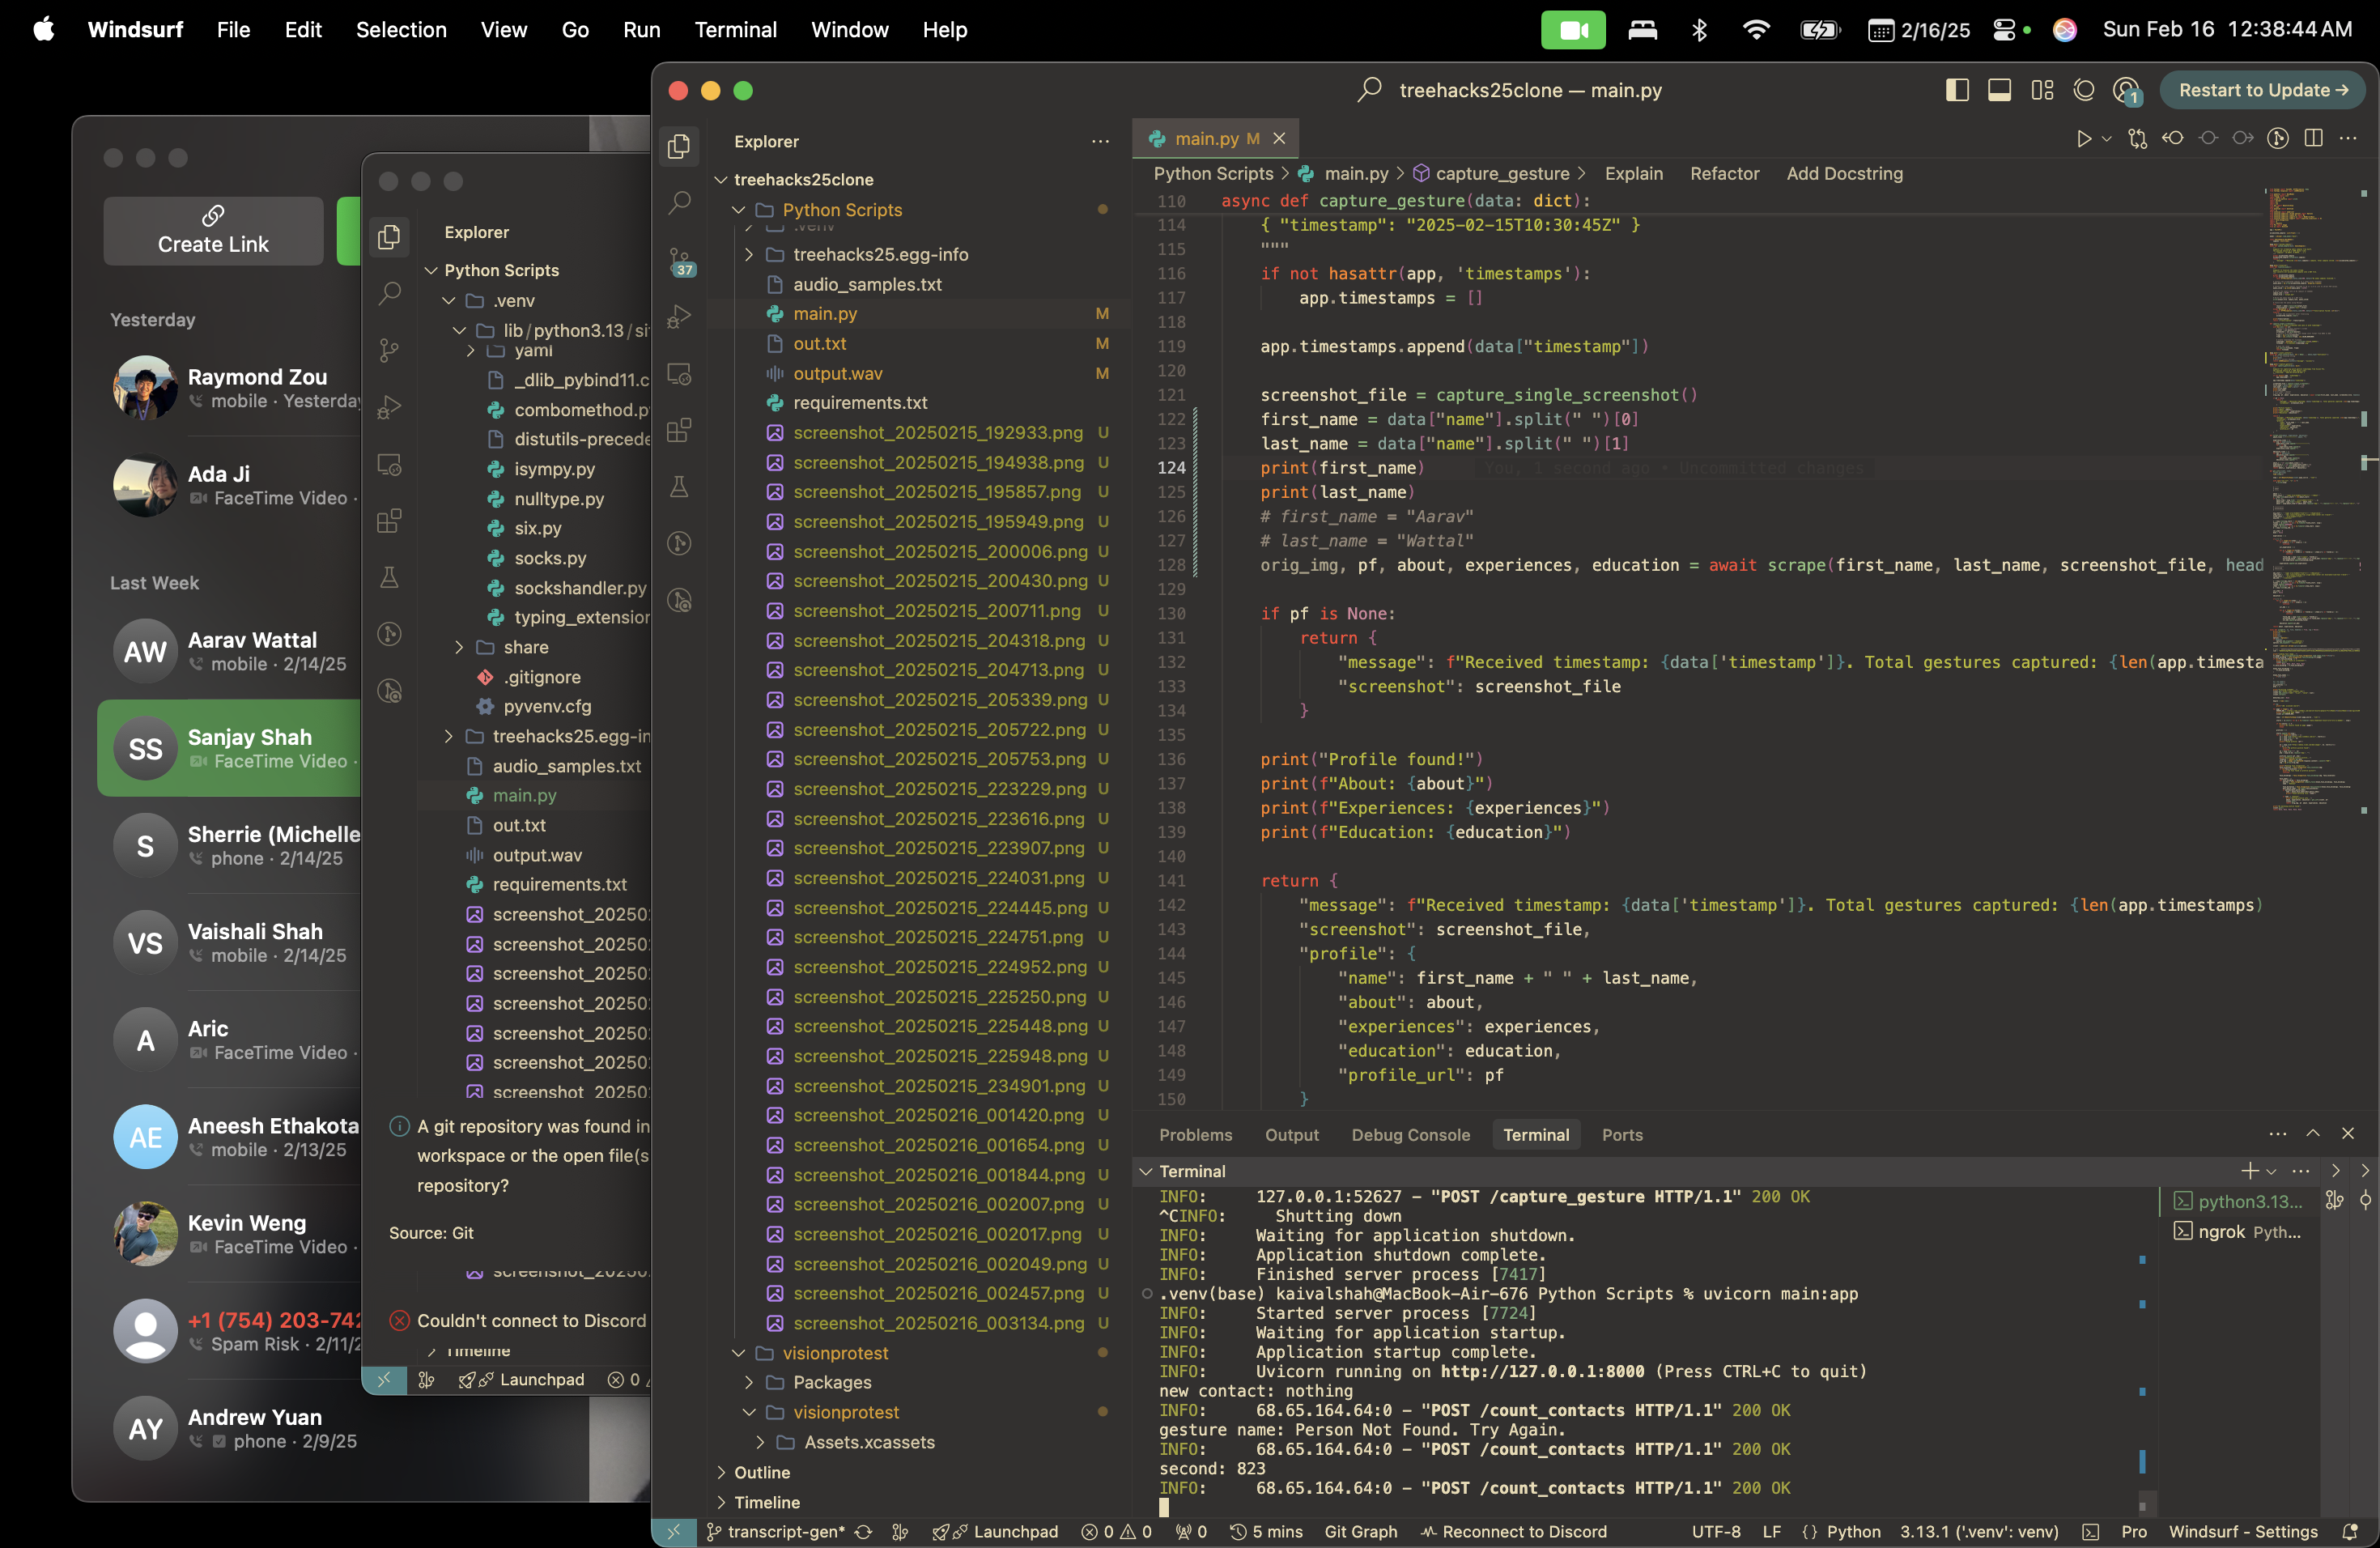 Windsurf File Edit Selection View Go Run Terminal Window Help 2/16/25 Sun Feb 16 12:38:44 AM
Create Link
Yesterday
Raymond Zou
mobile · Yesterday
Ada Ji
FaceTime Video ·
Last Week
AW Aarav Wattal
mobile · 2/14/25
SS Sanjay Shah
FaceTime Video ·
S Sherrie (Michelle
phone · 2/14/25
VS Vaishali Shah
mobile · 2/14/25
A Aric
FaceTime Video ·
AE Aneesh Ethakota
mobile · 2/13/25
Kevin Weng
FaceTime Video ·
+1 (754) 203-742
Spam Risk · 2/11/2
AY Andrew Yuan
phone · 2/9/25
Explorer
Python Scripts
.venv
lib/python3.13/si
yaml
_dlib_pybind11.c
combomethod.p
distutils-precede
isympy.py
nulltype.py
six.py
socks.py
sockshandler.py
typing_extension
share
.gitignore
pyvenv.cfg
treehacks25.egg-in
audio_samples.txt
main.py
out.txt
output.wav
requirements.txt
screenshot_20250
screenshot_20250
screenshot_20250
screenshot_20250
screenshot_20250
screenshot_20250
screenshot_20250
A git repository was found in
workspace or the open file(s
repository?
Source: Git
screenshot_20250
Couldn't connect to Discord
Timeline
Launchpad 0
treehacks25clone — main.py
1
Restart to Update →
Explorer
treehacks25clone
Python Scripts
.venv
treehacks25.egg-info
audio_samples.txt
main.py M
out.txt M
output.wav M
requirements.txt
screenshot_20250215_192933.png U
screenshot_20250215_194938.png U
screenshot_20250215_195857.png U
screenshot_20250215_195949.png U
screenshot_20250215_200006.png U
screenshot_20250215_200430.png U
screenshot_20250215_200711.png U
screenshot_20250215_204318.png U
screenshot_20250215_204713.png U
screenshot_20250215_205339.png U
screenshot_20250215_205722.png U
screenshot_20250215_205753.png U
screenshot_20250215_223229.png U
screenshot_20250215_223616.png U
screenshot_20250215_223907.png U
screenshot_20250215_224031.png U
screenshot_20250215_224445.png U
screenshot_20250215_224751.png U
screenshot_20250215_224952.png U
screenshot_20250215_225250.png U
screenshot_20250215_225448.png U
screenshot_20250215_225948.png U
screenshot_20250215_234901.png U
screenshot_20250216_001420.png U
screenshot_20250216_001654.png U
screenshot_20250216_001844.png U
screenshot_20250216_002007.png U
screenshot_20250216_002017.png U
screenshot_20250216_002049.png U
screenshot_20250216_002457.png U
screenshot_20250216_003134.png U
visionprotest
Packages
visionprotest
Assets.xcassets
Outline
Timeline
37
main.py M
Python Scripts > main.py > capture_gesture > Explain Refactor Add Docstring
110 async def capture_gesture(data: dict):
114 { "timestamp": "2025-02-15T10:30:45Z" }
115 """
116 if not hasattr(app, 'timestamps'):
117 app.timestamps = []
118
119 app.timestamps.append(data["timestamp"])
120
121 screenshot_file = capture_single_screenshot()
122 first_name = data["name"].split(" ")[0]
123 last_name = data["name"].split(" ")[1]
124 print(first_name) You, 1 second ago • Uncommitted changes
125 print(last_name)
126 # first_name = "Aarav"
127 # last_name = "Wattal"
128 orig_img, pf, about, experiences, education = await scrape(first_name, last_name, screenshot_file, head
129
130 if pf is None:
131 return {
132 "message": f"Received timestamp: {data['timestamp']}. Total gestures captured: {len(app.timesta
133 "screenshot": screenshot_file
134 }
135
136 print("Profile found!")
137 print(f"About: {about}")
138 print(f"Experiences: {experiences}")
139 print(f"Education: {education}")
140
141 return {
142 "message": f"Received timestamp: {data['timestamp']}. Total gestures captured: {len(app.timestamps)
143 "screenshot": screenshot_file,
144 "profile": {
145 "name": first_name + " " + last_name,
146 "about": about,
147 "experiences": experiences,
148 "education": education,
149 "profile_url": pf
150 }
Problems Output Debug Console Terminal Ports
Terminal
INFO: 127.0.0.1:52627 - "POST /capture_gesture HTTP/1.1" 200 OK
^CINFO: Shutting down
INFO: Waiting for application shutdown.
INFO: Application shutdown complete.
INFO: Finished server process [7417]
.venv(base) kaivalshah@MacBook-Air-676 Python Scripts % uvicorn main:app
INFO: Started server process [7724]
INFO: Waiting for application startup.
INFO: Application startup complete.
INFO: Uvicorn running on http://127.0.0.1:8000 (Press CTRL+C to quit)
new contact: nothing
INFO: 68.65.164.64:0 - "POST /count_contacts HTTP/1.1" 200 OK
gesture name: Person Not Found. Try Again.
INFO: 68.65.164.64:0 - "POST /count_contacts HTTP/1.1" 200 OK
second: 823
INFO: 68.65.164.64:0 - "POST /count_contacts HTTP/1.1" 200 OK
python3.13...
ngrok Pyth...
transcript-gen* Launchpad 0 0 0 5 mins Git Graph Reconnect to Discord UTF-8 LF {} Python 3.13.1 ('.venv': venv) Pro Windsurf - Settings